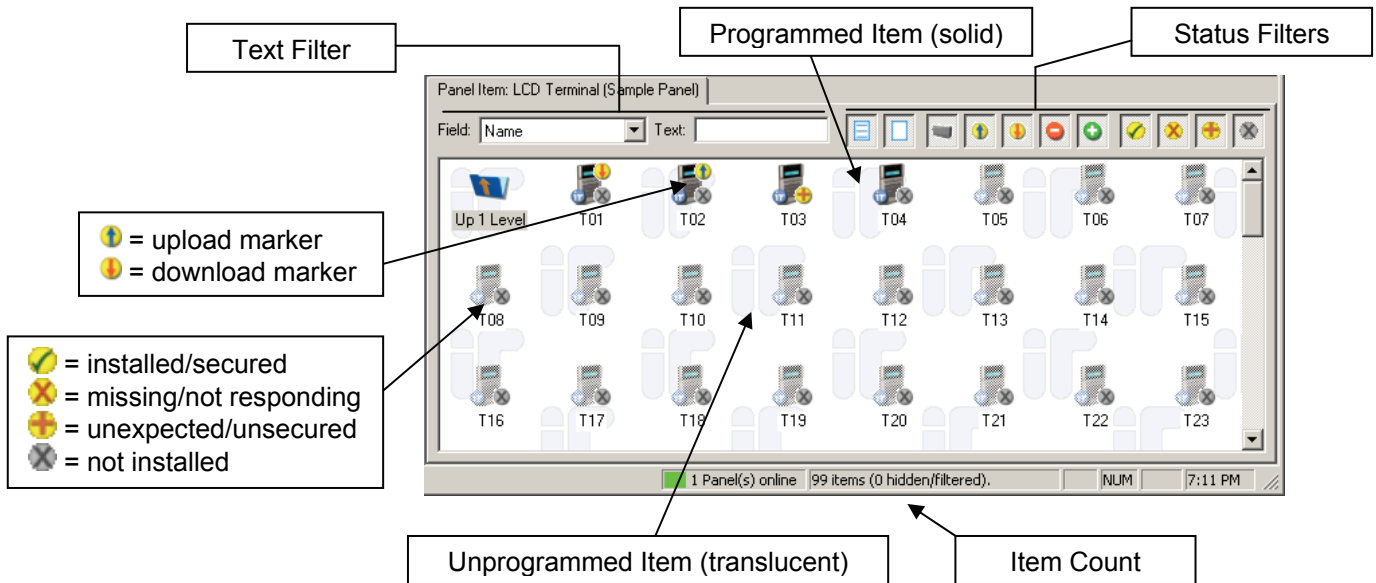 Text Filter
Programmed Item (solid)
Status Filters
Panel Item: LCD Terminal (Sample Panel)
Field: Name Text:
Up 1 Level T01 T02 T03 T04 T05 T06 T07
= upload marker
= download marker
T08 T09 T10 T11 T12 T13 T14 T15
= installed/secured
= missing/not responding
= unexpected/unsecured
= not installed
T16 T17 T18 T19 T20 T21 T22 T23
1 Panel(s) online 99 items (0 hidden/filtered). NUM 7:11 PM
Unprogrammed Item (translucent)
Item Count